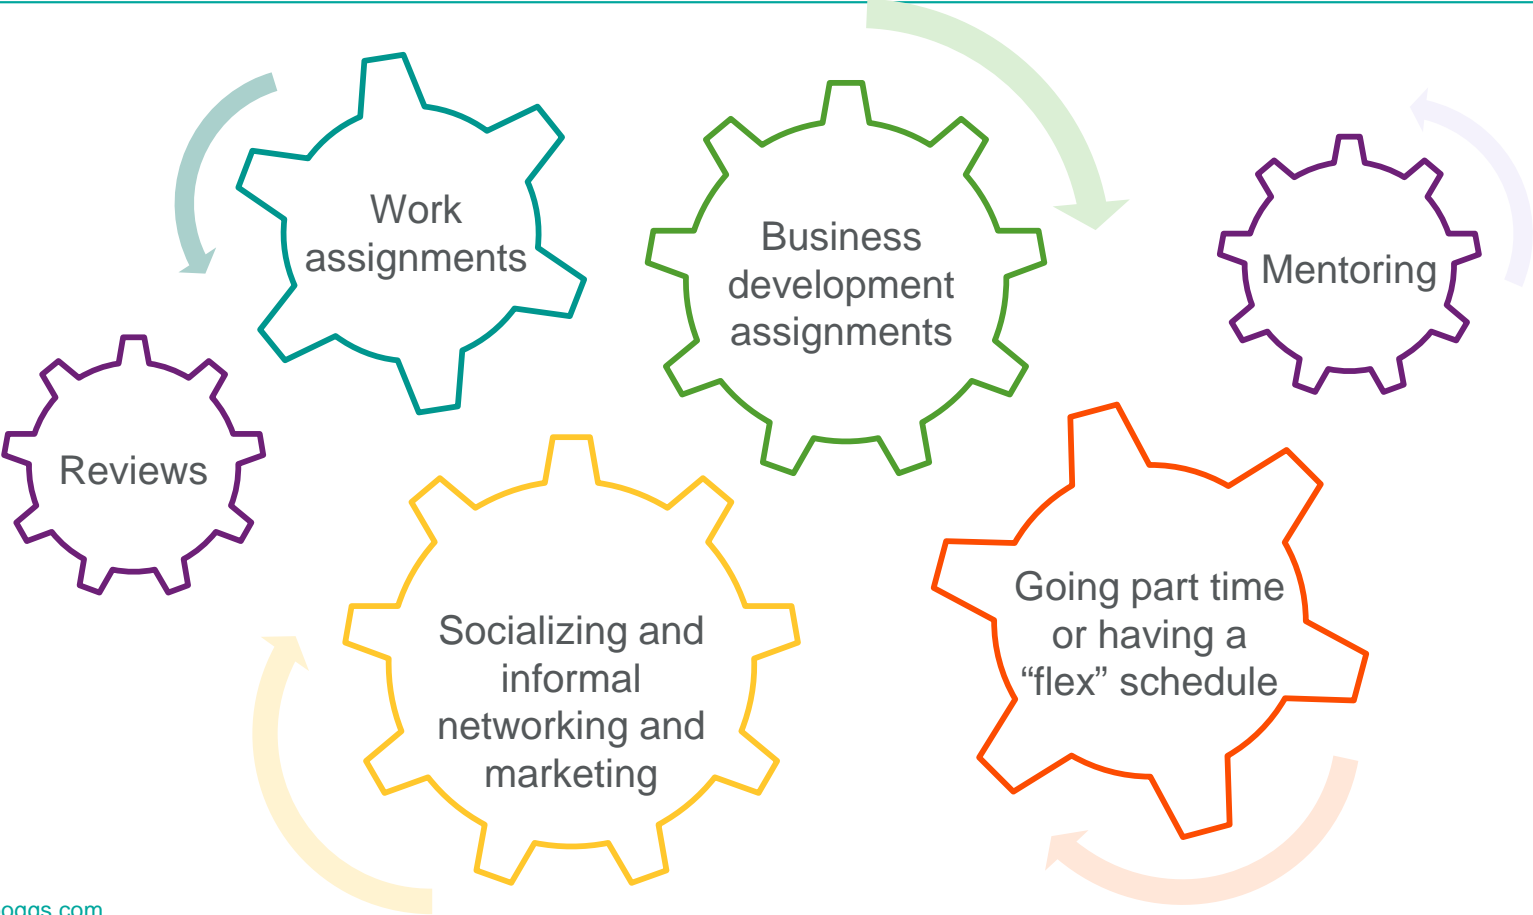 Work
assignments
Business
development
assignments
Mentoring
Reviews
Socializing and
informal
networking and
marketing
Going part time
or having a
“flex” schedule